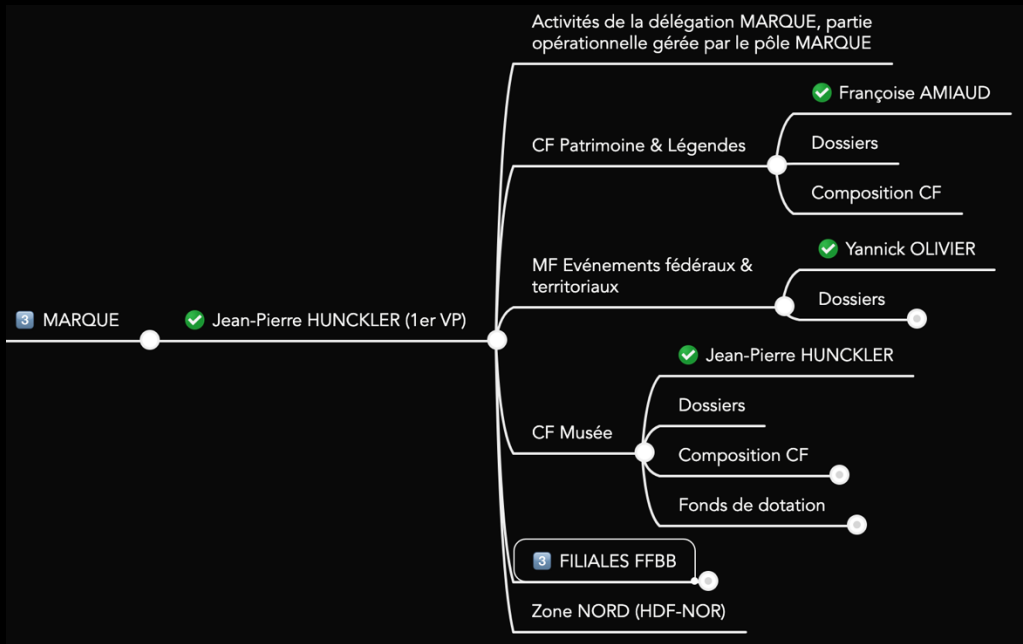 3 MARQUE
Jean-Pierre HUNCKLER (1er VP)
Activités de la délégation MARQUE, partie
opérationnelle gérée par le pôle MARQUE
CF Patrimoine & Légendes
Françoise AMIAUD
Dossiers
Composition CF
MF Evénements fédéraux &
territoriaux
Yannick OLIVIER
Dossiers
CF Musée
Jean-Pierre HUNCKLER
Dossiers
Composition CF
Fonds de dotation
3 FILIALES FFBB
Zone NORD (HDF-NOR)